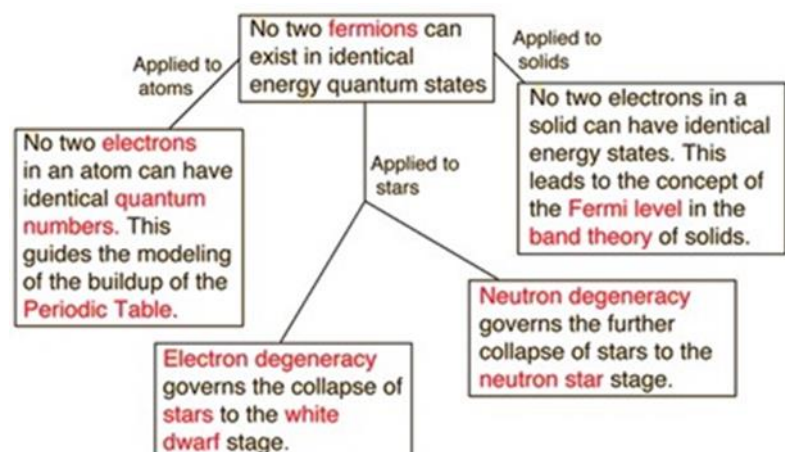 No two fermions can
exist in identical
energy quantum states
Applied to
atoms
Applied to
solids
No two electrons
in an atom can have
identical quantum
numbers. This
guides the modeling
of the buildup of the
Periodic Table.
Applied to
stars
No two electrons in a
solid can have identical
energy states. This
leads to the concept of
the Fermi level in the
band theory of solids.
Electron degeneracy
governs the collapse of
stars to the white
dwarf stage.
Neutron degeneracy
governs the further
collapse of stars to the
neutron star stage.